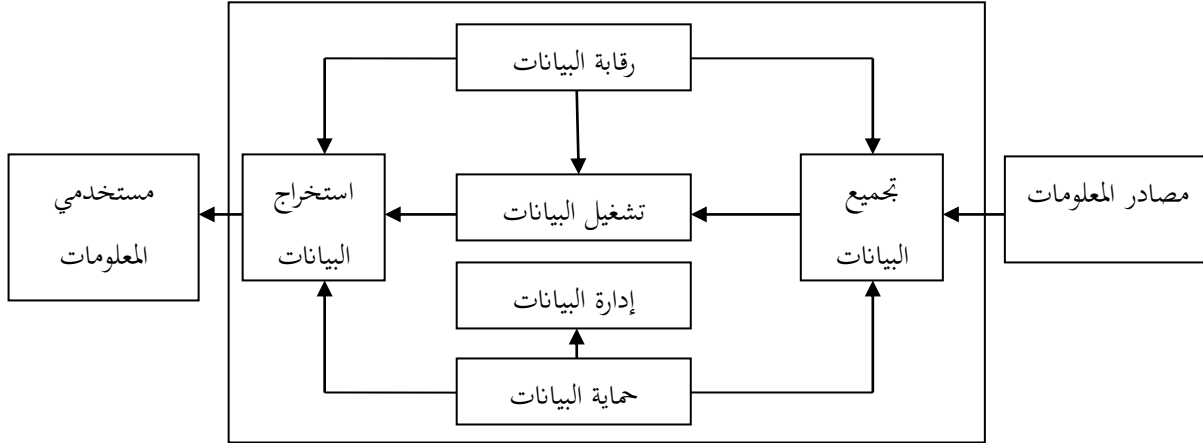 رقابة البيانات
مصادر المعلومات
تجميع
البيانات
تشغيل البيانات
استخراج
البيانات
مستخدمي
المعلومات
إدارة البيانات
حماية البيانات